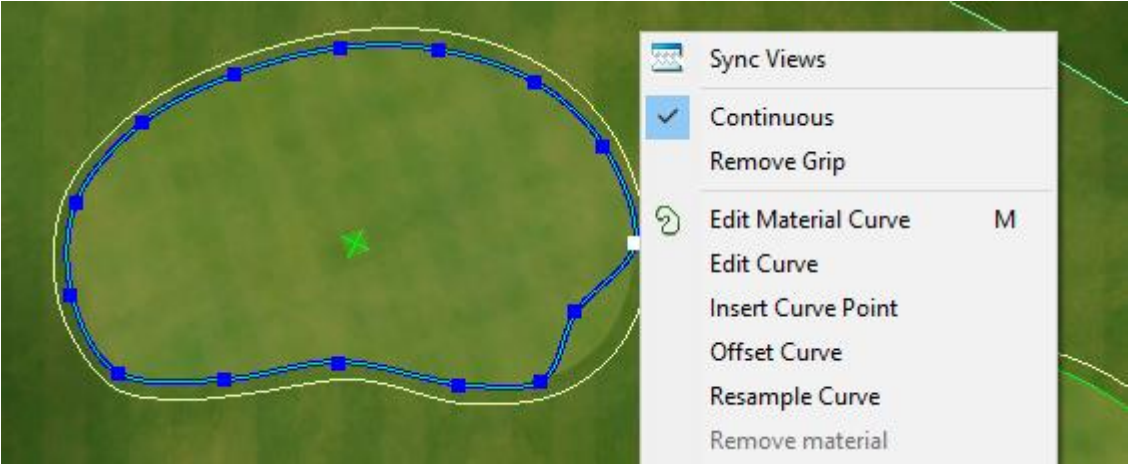 Sync Views
Continuous
Remove Grip
Edit Material Curve M
Edit Curve
Insert Curve Point
Offset Curve
Resample Curve
Remove material